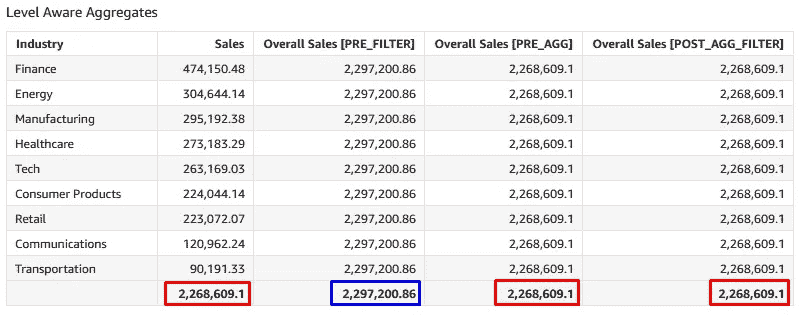 Level Aware Aggregates
Industry Sales Overall Sales [PRE_FILTER] Overall Sales [PRE_AGG] Overall Sales [POST_AGG_FILTER]
Finance 474,150.48 2,297,200.86 2,268,609.1 2,268,609.1
Energy 304,644.14 2,297,200.86 2,268,609.1 2,268,609.1
Manufacturing 295,192.38 2,297,200.86 2,268,609.1 2,268,609.1
Healthcare 273,183.29 2,297,200.86 2,268,609.1 2,268,609.1
Tech 263,169.03 2,297,200.86 2,268,609.1 2,268,609.1
Consumer Products 224,044.14 2,297,200.86 2,268,609.1 2,268,609.1
Retail 223,072.07 2,297,200.86 2,268,609.1 2,268,609.1
Communications 120,962.24 2,297,200.86 2,268,609.1 2,268,609.1
Transportation 90,191.33 2,297,200.86 2,268,609.1 2,268,609.1
2,268,609.1 2,297,200.86 2,268,609.1 2,268,609.1